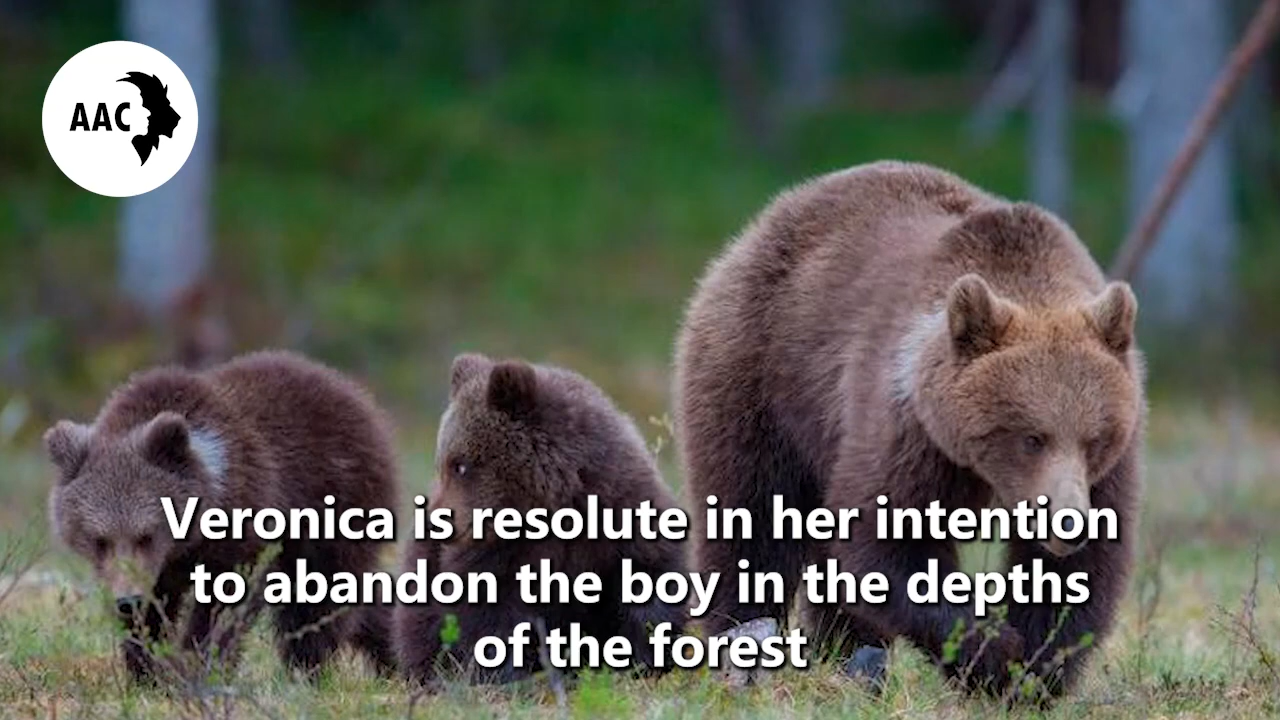 AAC
Veronica is resolute in her intention
to abandon the boy in the depths
of the forest